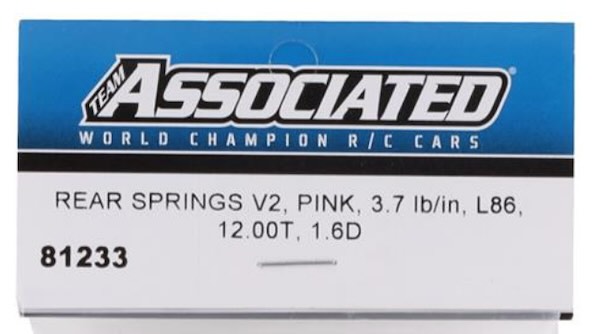 TEAM ASSOCIATED
WORLD CHAMPION R/C CARS
REAR SPRINGS V2, PINK, 3.7 lb/in, L86,
12.00T, 1.6D
81233